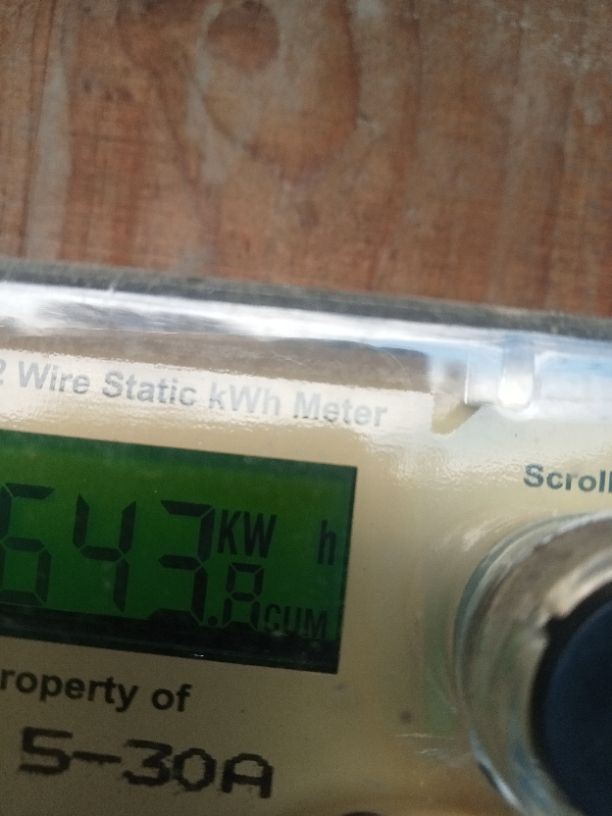 2 Wire Static kWh Meter
Scroll
643.8 KW h
CUM
roperty of
5-30A